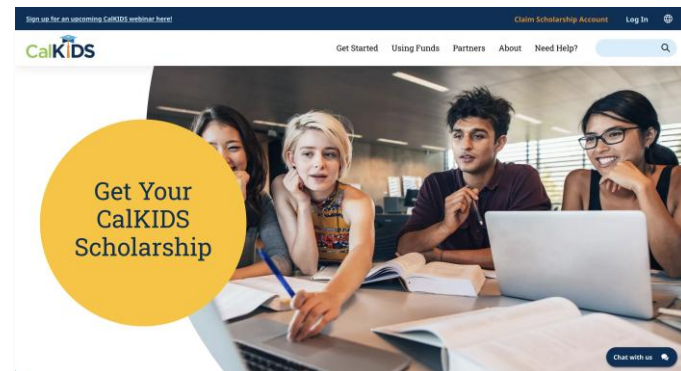 Sign up for an upcoming CalKIDS webinar here!
Claim Scholarship Account
Log In
CalKIDS
Get Started
Using Funds
Partners
About
Need Help?
Get Your
CalKIDS
Scholarship
Chat with us